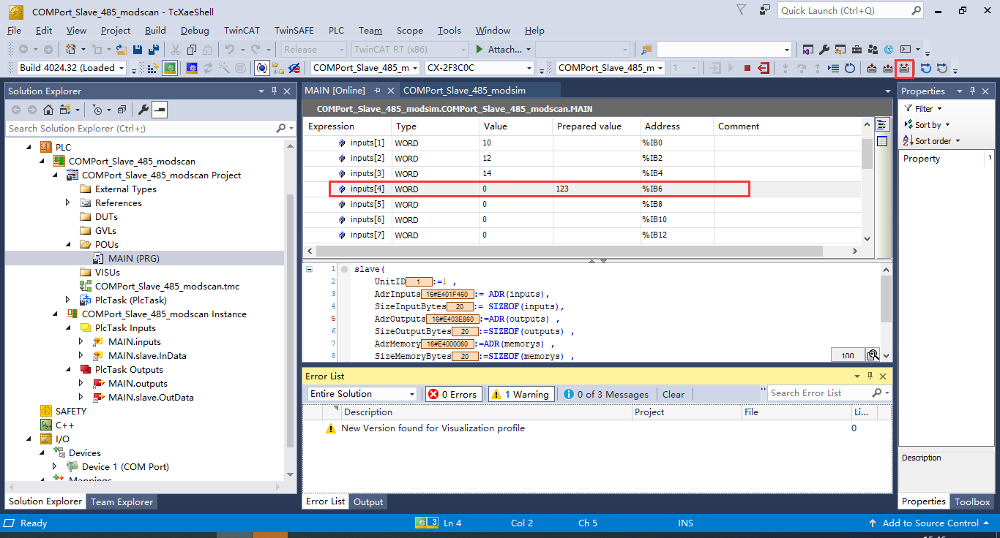 COMPort_Slave_485_modscan - TcXaeShell
Quick Launch (Ctrl+Q)
File Edit View Project Build Debug TwinCAT TwinSAFE PLC Team Scope Tools Window Help
Release TwinCAT RT (x86) Attach...
Build 4024.32 (Loaded COMPort_Slave_485_m CX-2F3C0C COMPort_Slave_485_m 1
Solution Explorer
Search Solution Explorer (Ctrl+;)
PLC
COMPort_Slave_485_modscan
COMPort_Slave_485_modscan Project
External Types
References
DUTs
GVLs
POUs
MAIN (PRG)
VISUs
COMPort_Slave_485_modscan.tmc
PlcTask (PlcTask)
COMPort_Slave_485_modscan Instance
PlcTask Inputs
MAIN.inputs
MAIN.slave.InData
PlcTask Outputs
MAIN.outputs
MAIN.slave.OutData
SAFETY
C++
I/O
Devices
Device 1 (COM Port)
Mappings
Solution Explorer Team Explorer
MAIN [Online] COMPort_Slave_485_modsim
COMPort_Slave_485_modsim.COMPort_Slave_485_modscan.MAIN
Expression Type Value Prepared value Address Comment
inputs[1] WORD 10 %IB0
inputs[2] WORD 12 %IB2
inputs[3] WORD 14 %IB4
inputs[4] WORD 0 123 %IB6
inputs[5] WORD 0 %IB8
inputs[6] WORD 0 %IB10
inputs[7] WORD 0 %IB12
1 slave(
2 UnitID 1 :=1 ,
3 AdrInputs 16#E401F460 := ADR(inputs),
4 SizeInputBytes 20 := SIZEOF(inputs),
5 AdrOutputs 16#E403E860 :=ADR(outputs) ,
6 SizeOutputBytes 20 :=SIZEOF(outputs) ,
7 AdrMemory 16#E4000060 :=ADR(memorys) ,
8 SizeMemoryBytes 20 :=SIZEOF(memorys) ,
100
Error List
Entire Solution 0 Errors 1 Warning 0 of 3 Messages Clear Search Error List
Description Project File Li...
New Version found for Visualization profile 0
Error List Output
Properties
Filter
Sort by
Sort order
Property
Description
Properties Toolbox
Ready 3 Ln 4 Col 2 Ch 5 INS Add to Source Control